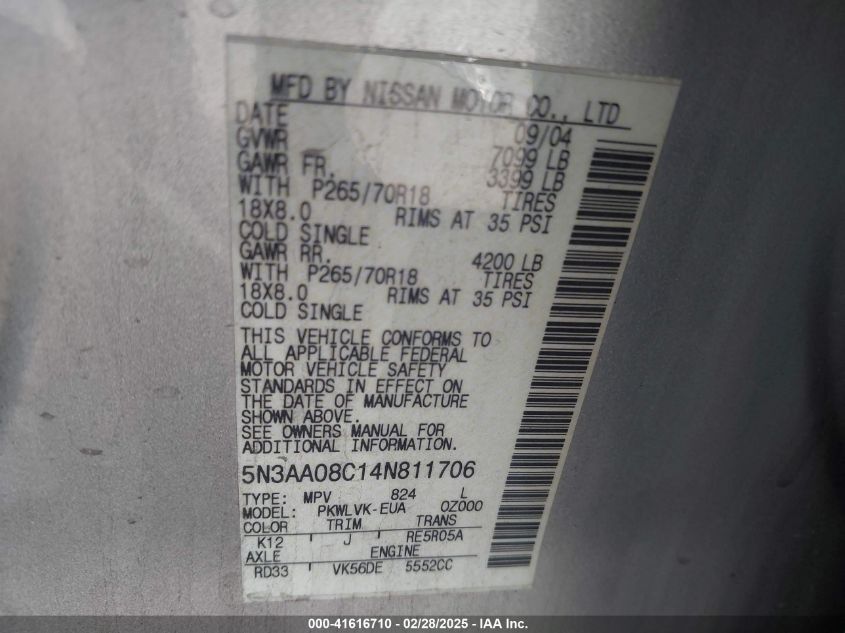 MFD BY NISSAN MOTOR CO., LTD
DATE 09/04
GVWR 7099 LB
GAWR FR. 3399 LB
WITH P265/70R18 TIRES
18X8.0 RIMS AT 35 PSI
COLD SINGLE
GAWR RR. 4200 LB
WITH P265/70R18 TIRES
18X8.0 RIMS AT 35 PSI
COLD SINGLE
THIS VEHICLE CONFORMS TO
ALL APPLICABLE FEDERAL
MOTOR VEHICLE SAFETY
STANDARDS IN EFFECT ON
THE DATE OF MANUFACTURE
SHOWN ABOVE.
SEE OWNERS MANUAL FOR
ADDITIONAL INFORMATION.
5N3AA08C14N811706
TYPE: MPV 824 L
MODEL: PKWLVK-EUA OZ000
COLOR TRIM TRANS
K12 J RE5R05A
AXLE ENGINE
RD33 VK56DE 5552CC
000-41616710 - 02/28/2025 - IAA Inc.